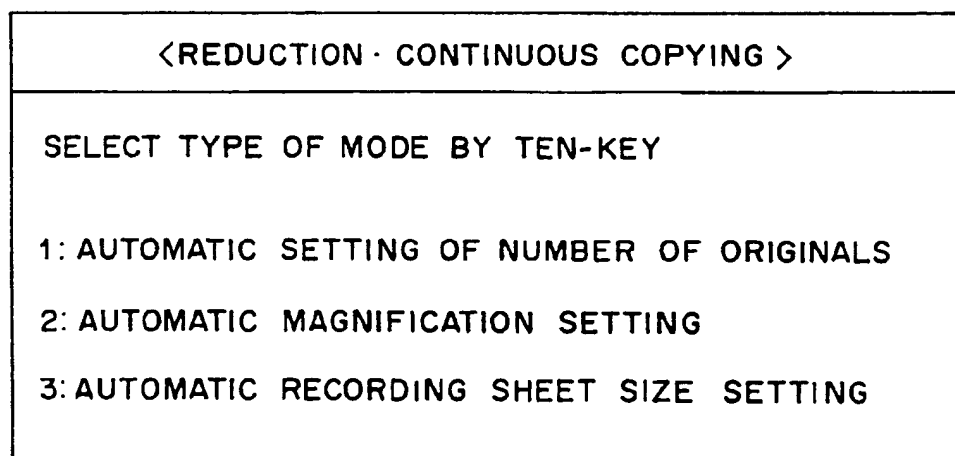 <REDUCTION · CONTINUOUS COPYING >
SELECT TYPE OF MODE BY TEN-KEY
1: AUTOMATIC SETTING OF NUMBER OF ORIGINALS
2: AUTOMATIC MAGNIFICATION SETTING
3: AUTOMATIC RECORDING SHEET SIZE SETTING